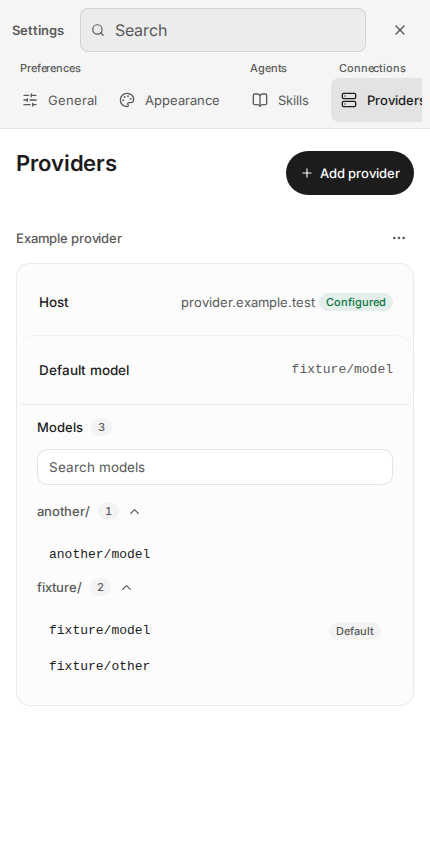 Settings
Search
Preferences
Agents
Connections
General
Appearance
Skills
Providers
Providers
Add provider
Example provider
Host
provider.example.test
Configured
Default model
fixture/model
Models
3
Search models
another/
1
another/model
fixture/
2
fixture/model
Default
fixture/other